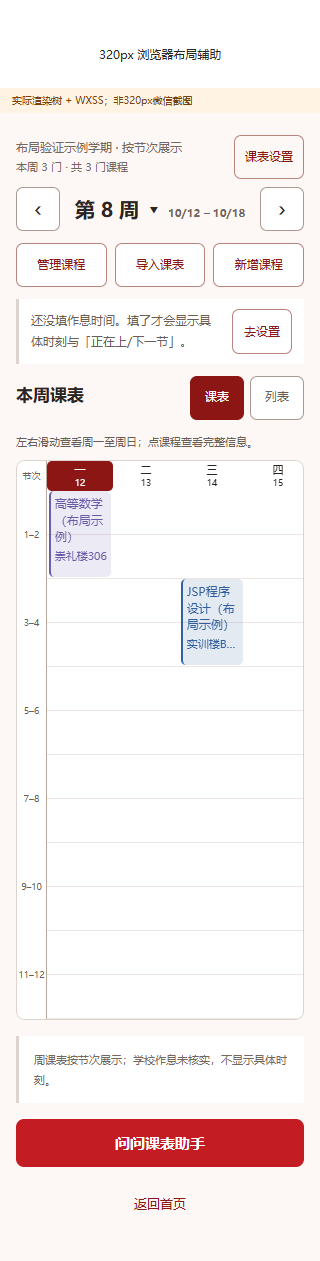 320px 浏览器布局辅助
实际渲染树 + WXSS；非320px微信截图
布局验证示例学期 · 按节次展示
本周 3 门 · 共 3 门课程
课表设置
‹ 第 8 周 ▼ 10/12 – 10/18 ›
管理课程 导入课表 新增课程
还没填作息时间。填了才会显示具
体时刻与「正在上/下一节」。
去设置
本周课表 课表 列表
左右滑动查看周一至周日；点课程查看完整信息。
节次 一 二 三 四
12 13 14 15
高等数学
（布局示
例）
崇礼楼306
1–2
JSP程序
设计（布
局示例）
实训楼B...
3–4
5–6
7–8
9–10
11–12
周课表按节次展示；学校作息未核实，不显示具体时
刻。
问问课表助手
返回首页